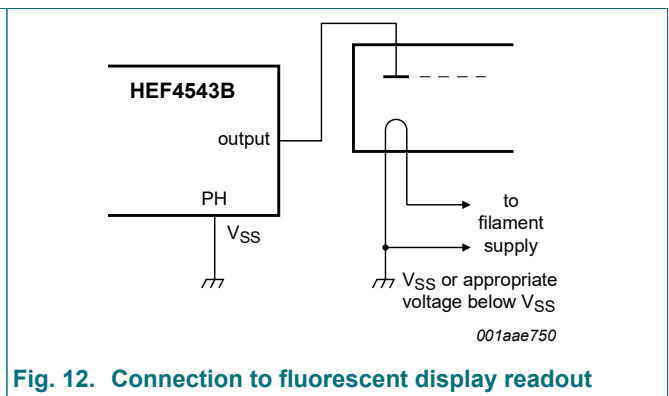 HEF4543B
output
PH
VSS
to
filament
supply
VSS or appropriate
voltage below VSS
001aae750
Fig. 12. Connection to fluorescent display readout